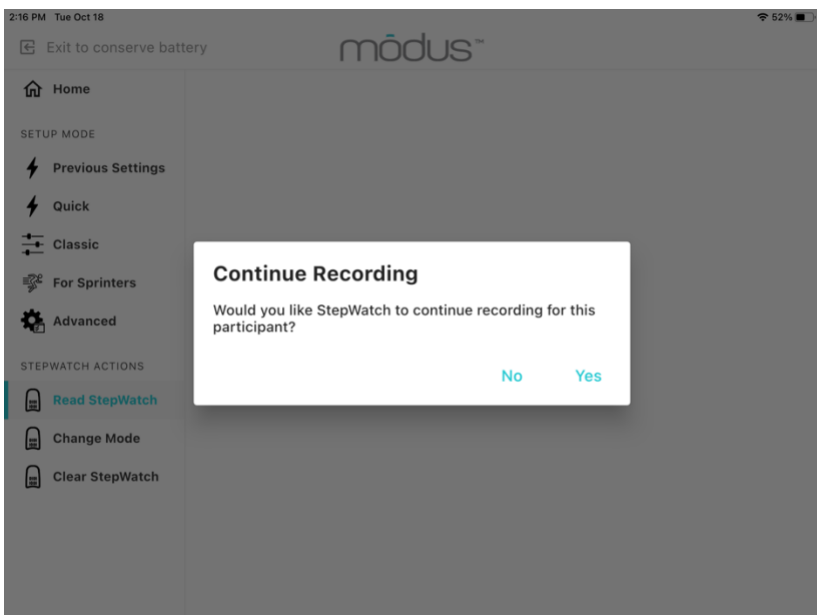 2:16 PM Tue Oct 18
52%
Exit to conserve battery
mōdus™
Home
SETUP MODE
Previous Settings
Quick
Classic
For Sprinters
Advanced
STEPWATCH ACTIONS
Read StepWatch
Change Mode
Clear StepWatch
Continue Recording
Would you like StepWatch to continue recording for this
participant?
No Yes